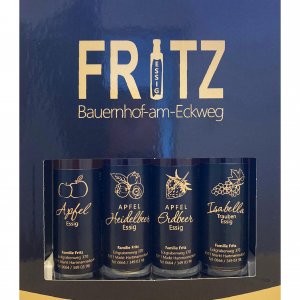 FRITZ
ESSIG
Bauernhof-am-Eckweg
Apfel
Essig
Familie Fritz
APFEL
Heidelbeer
Essig
Familie Fritz
APFEL
Erdbeer
Essig
Familie Fritz
Isabella
Trauben
Essig
Familie Fritz